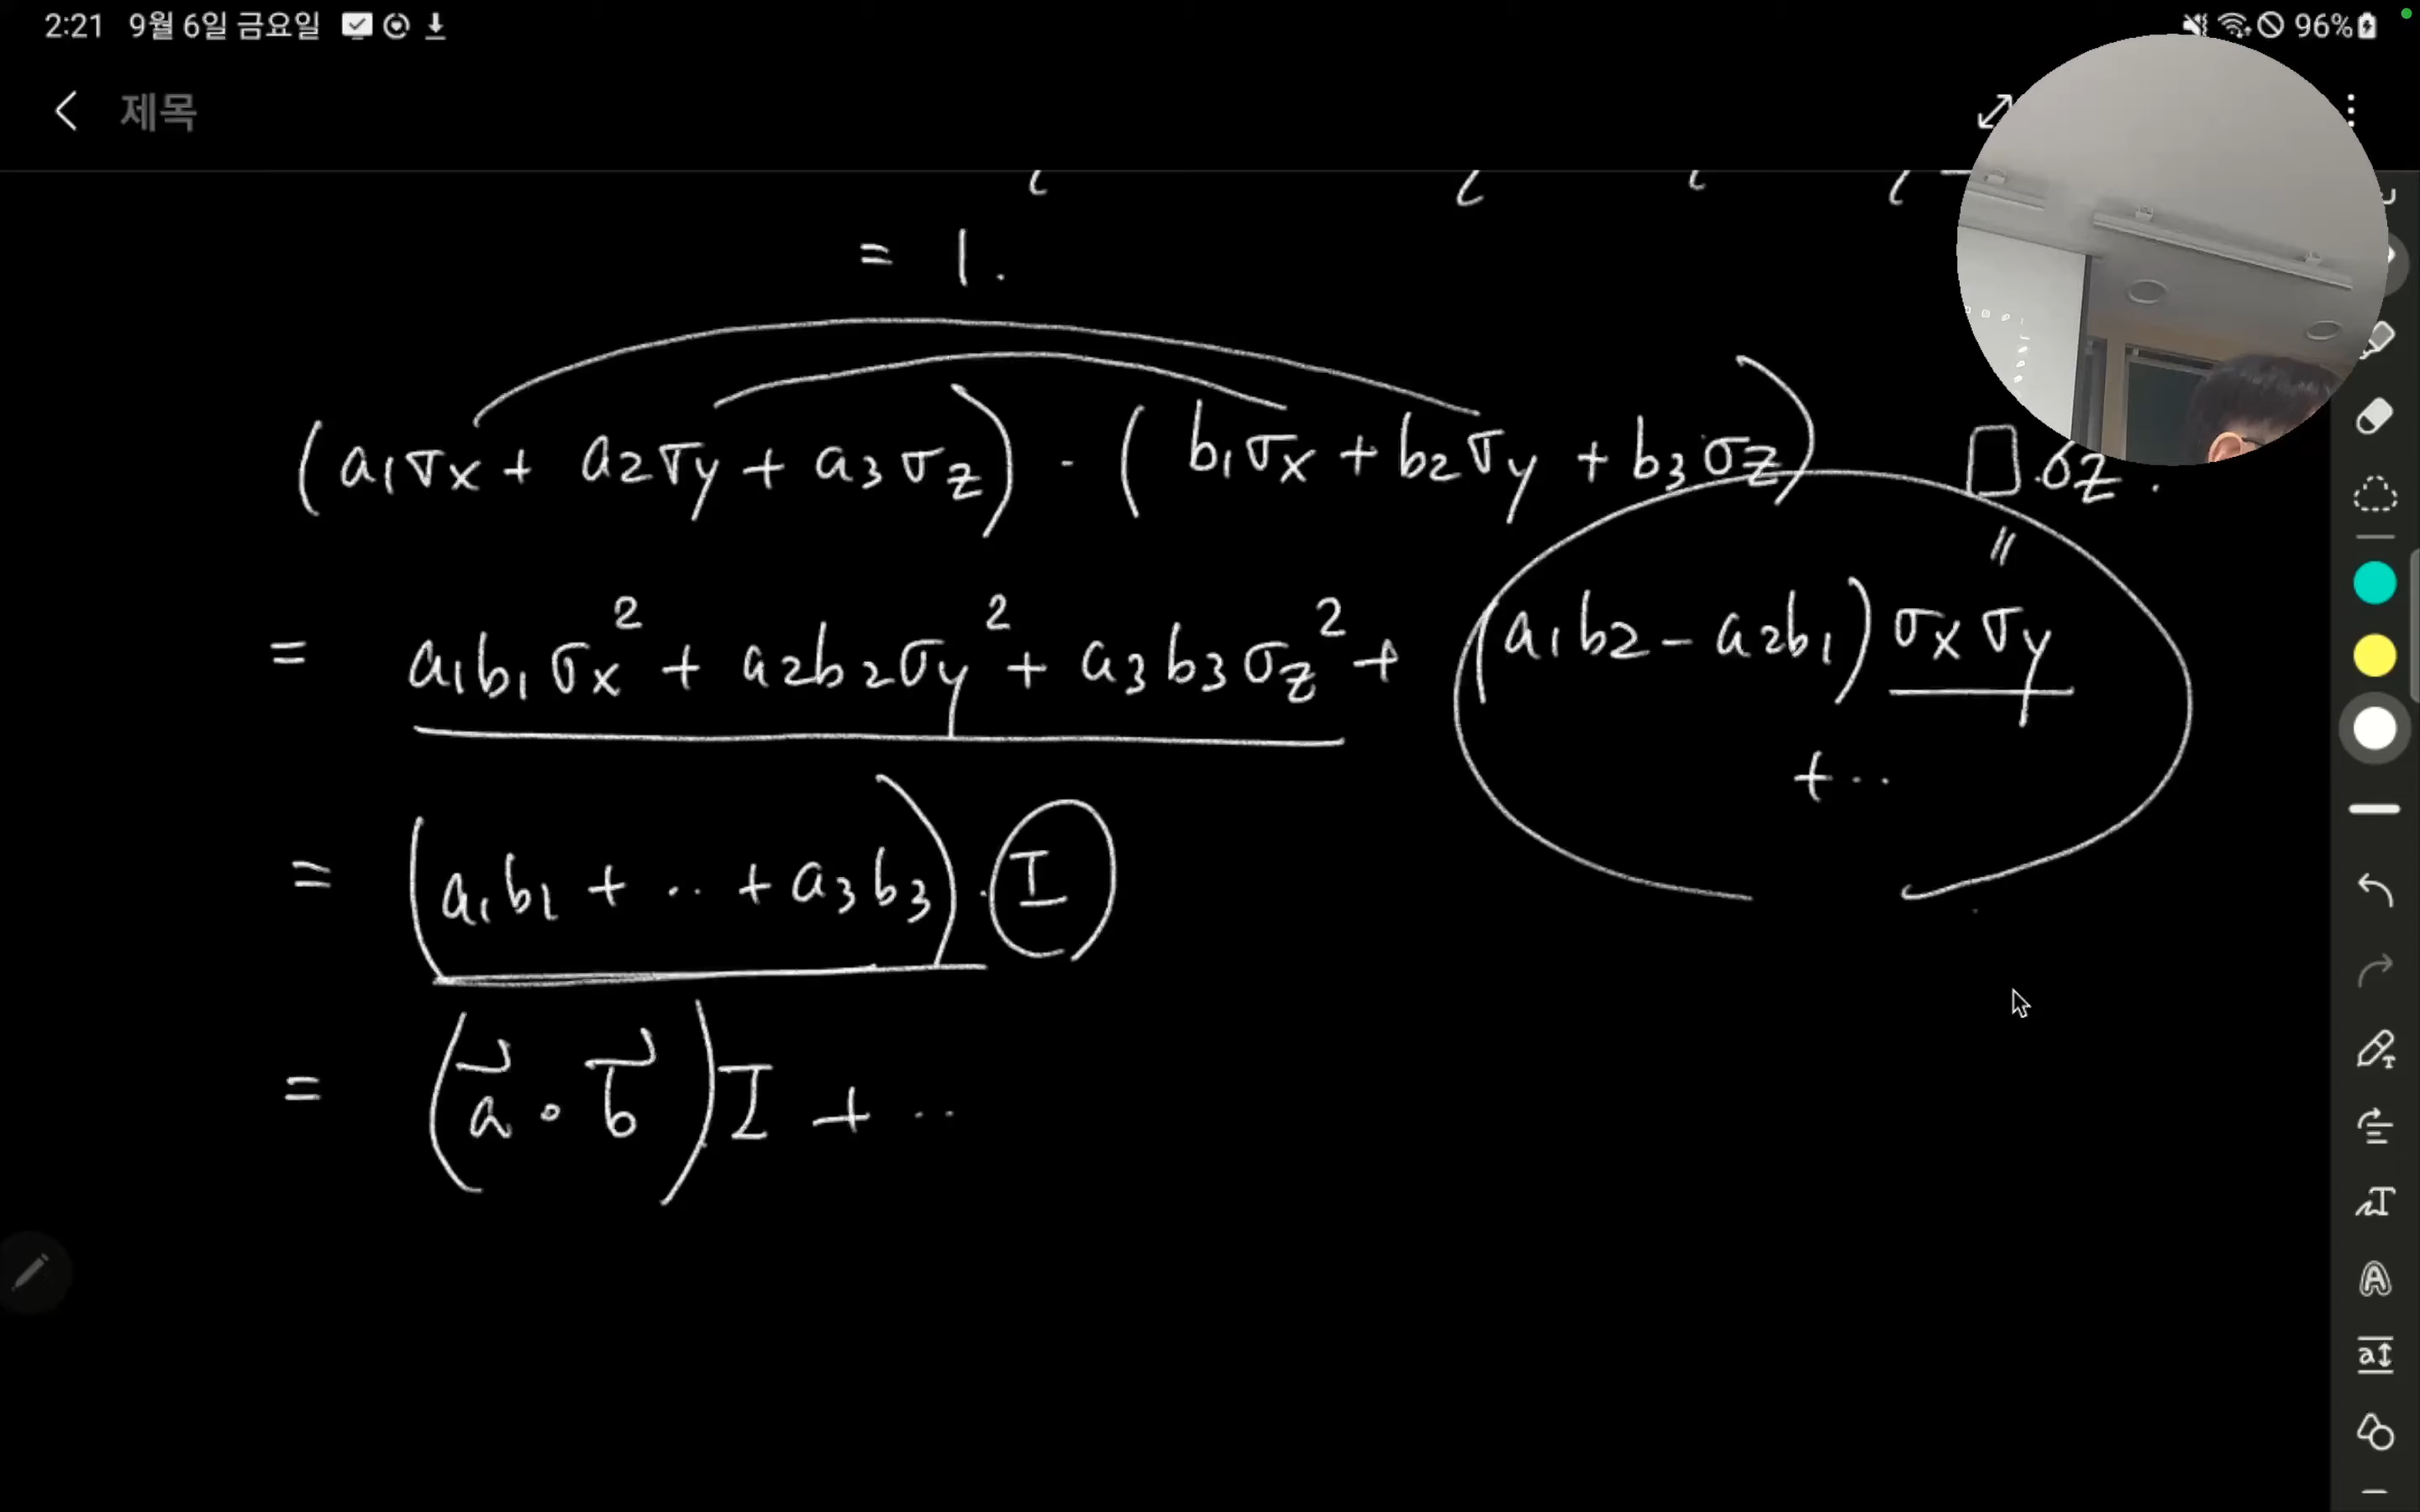 2:21 9월 6일 금요일 96%
제목
= 1.
(a₁σx + a₂σy + a₃σz) · (b₁σx + b₂σy + b₃σz) □·σz.
= a₁b₁σx² + a₂b₂σy² + a₃b₃σz² + (a₁b₂ - a₂b₁)σxσy
+ ··
= (a₁b₁ + ·· + a₃b₃)·I
= (a⃗ · b⃗)I + ··